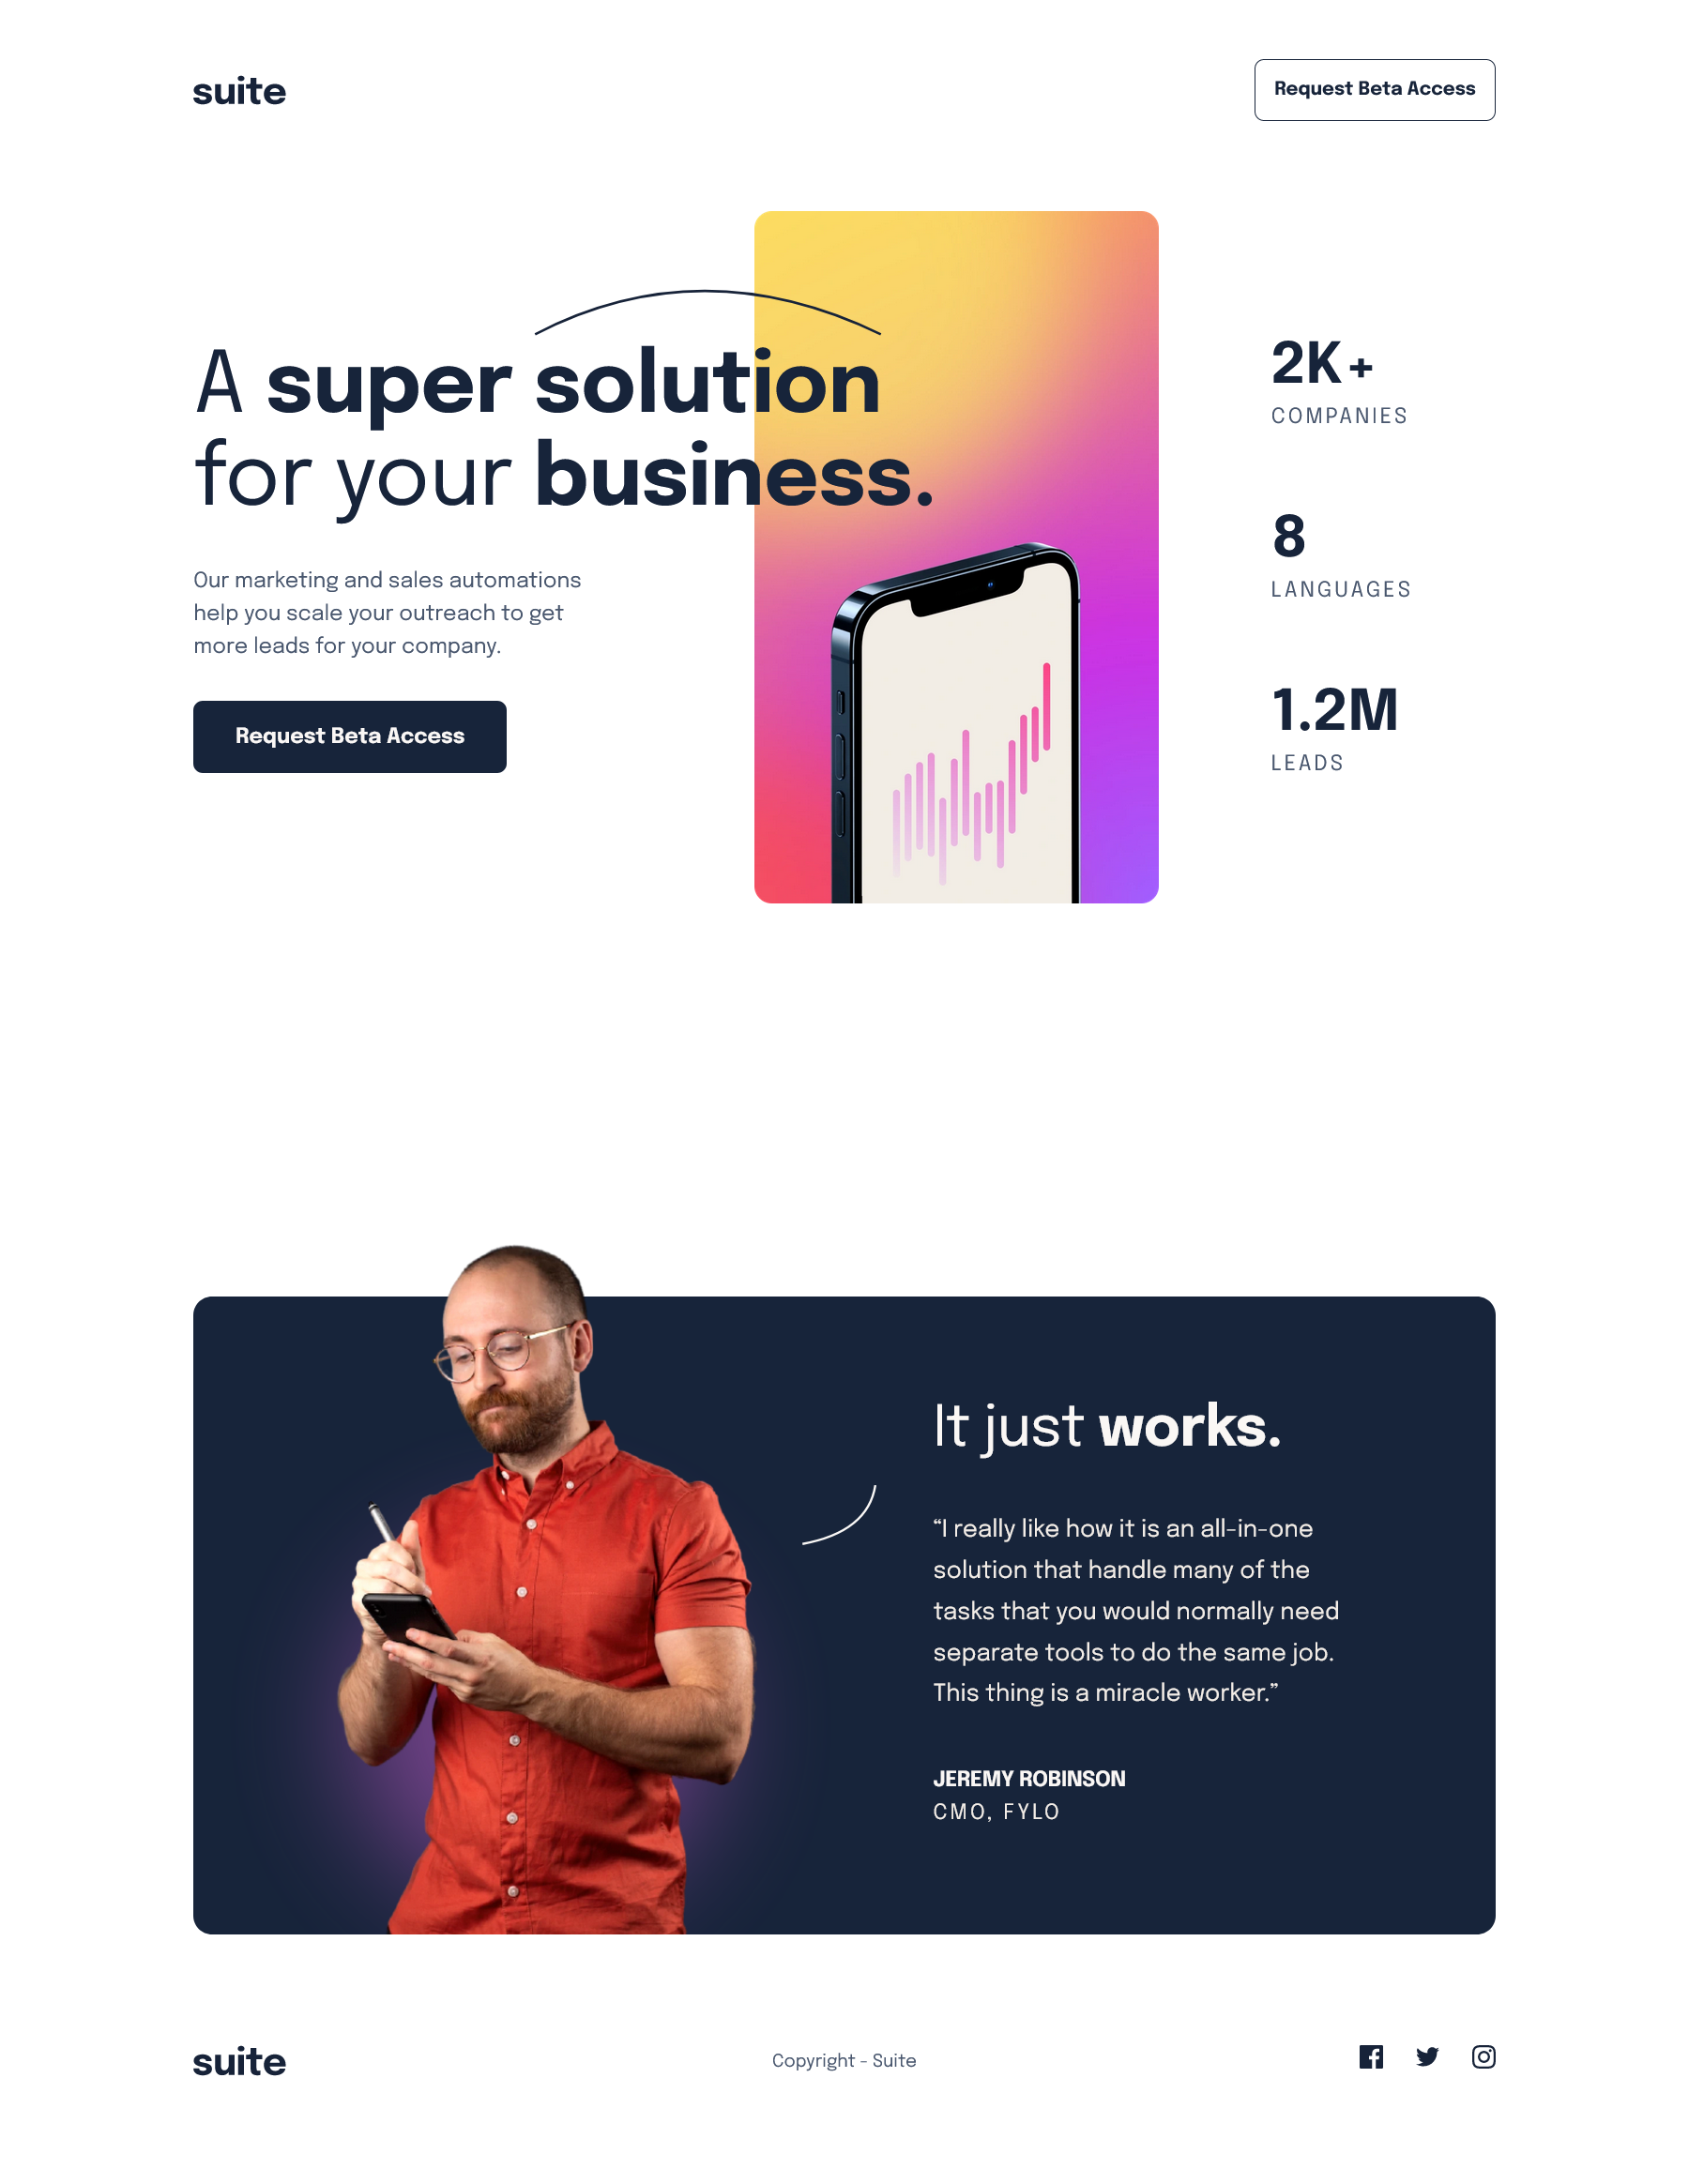 suite
Request Beta Access
A super solution
for your business.
Our marketing and sales automations
help you scale your outreach to get
more leads for your company.
Request Beta Access
2K+
COMPANIES
8
LANGUAGES
1.2M
LEADS
It just works.
“I really like how it is an all-in-one
solution that handle many of the
tasks that you would normally need
separate tools to do the same job.
This thing is a miracle worker.”
JEREMY ROBINSON
CMO, FYLO
suite
Copyright - Suite